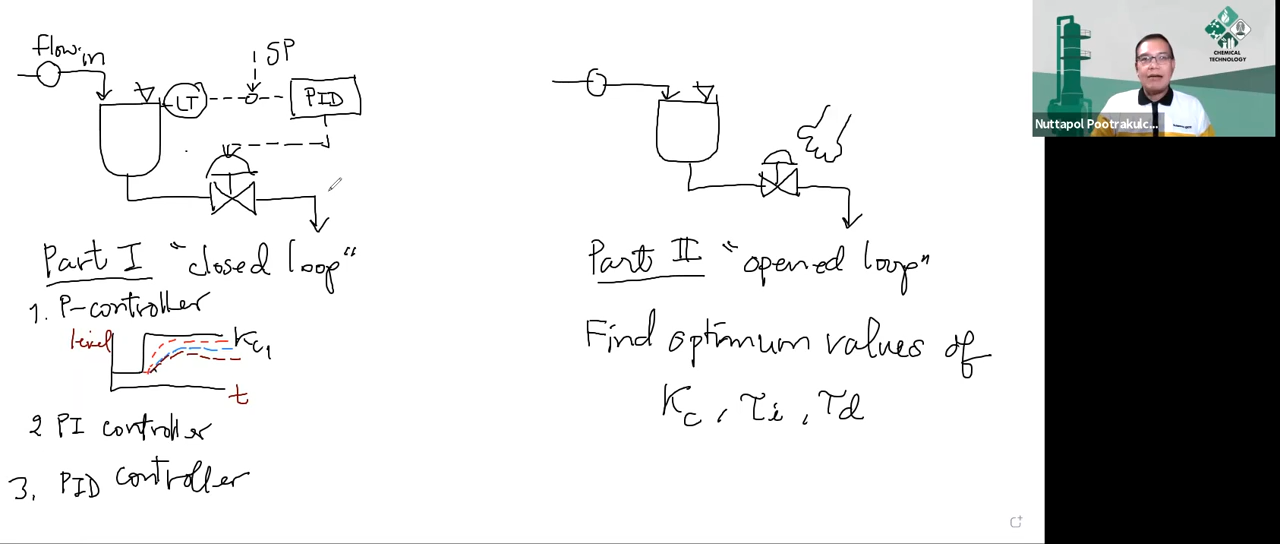 flow in
SP
LT
PID
Part I "closed loop"
1. P-controller
level
Kc1
t
2 PI controller
3. PID controller
Part II "opened loop"
Find optimum values of
Kc, τi, τd
CHEMICAL
TECHNOLOGY
Nuttapol Pootrakulc...